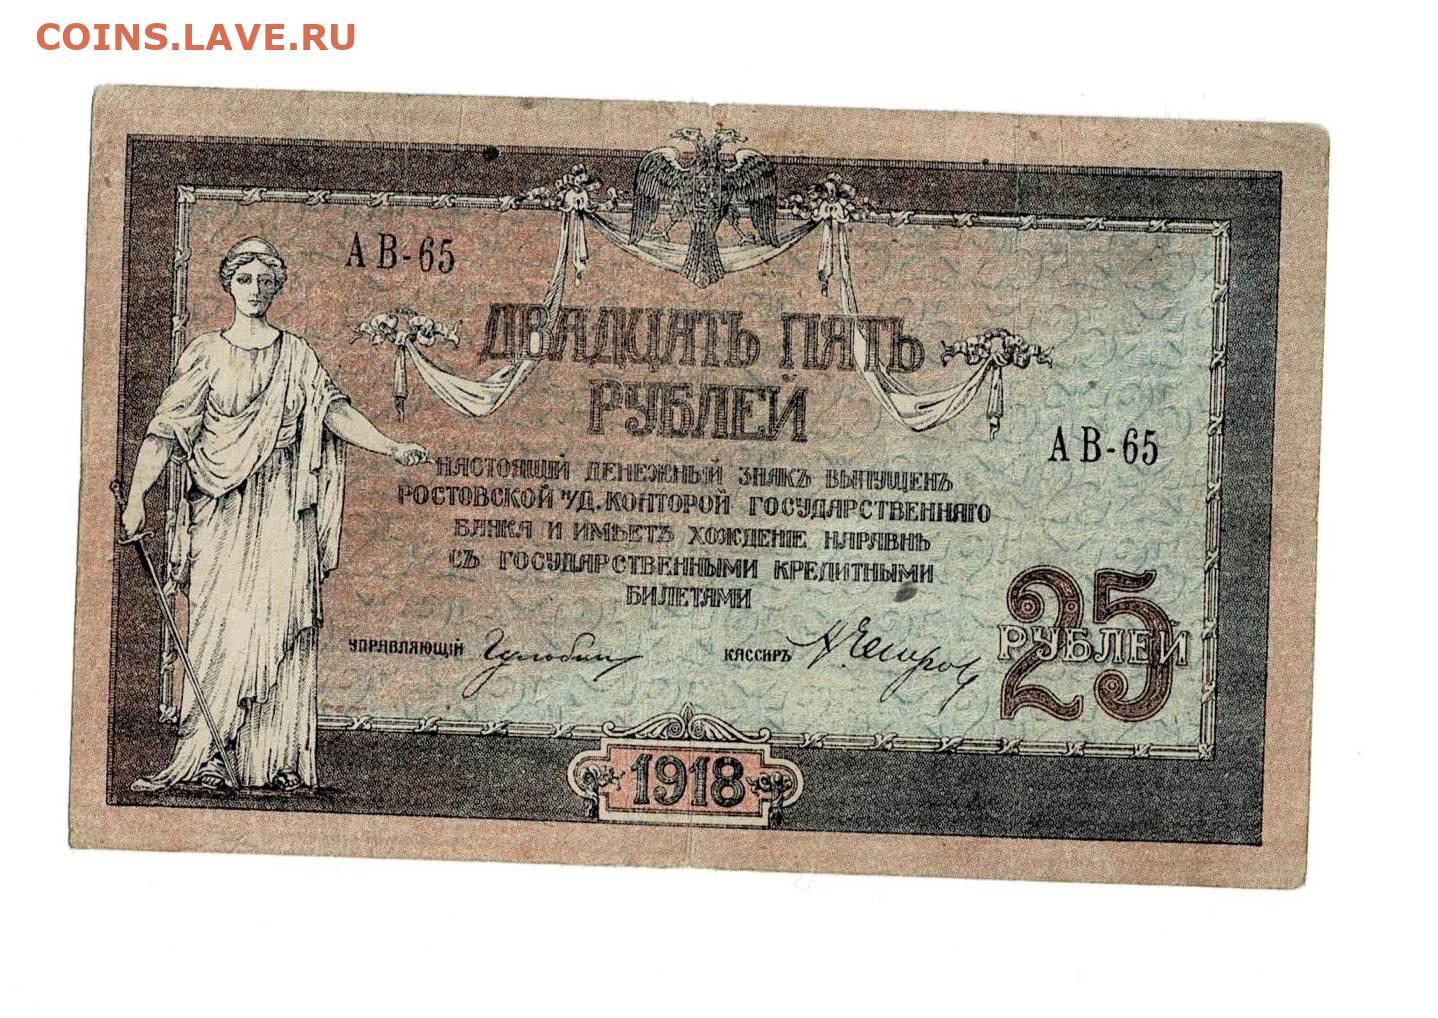 COINS.LAVE.RU
АВ-65
ДВАДЦАТЬ ПЯТЬ
РУБЛЕЙ
АВ-65
НАСТОЯЩІЙ ДЕНЕЖНЫЙ ЗНАКЪ ВЫПУЩЕНЪ
РОСТОВСКОЙ Н/Д. КОНТОРОЙ ГОСУДАРСТВЕННАГО
БАНКА И ИМѢЕТЪ ХОЖДЕНІЕ НАРАВНѢ
СЪ ГОСУДАРСТВЕННЫМИ КРЕДИТНЫМИ
БИЛЕТАМИ
УПРАВЛЯЮЩІЙ
КАССИРЪ
25
РУБЛЕЙ
1918